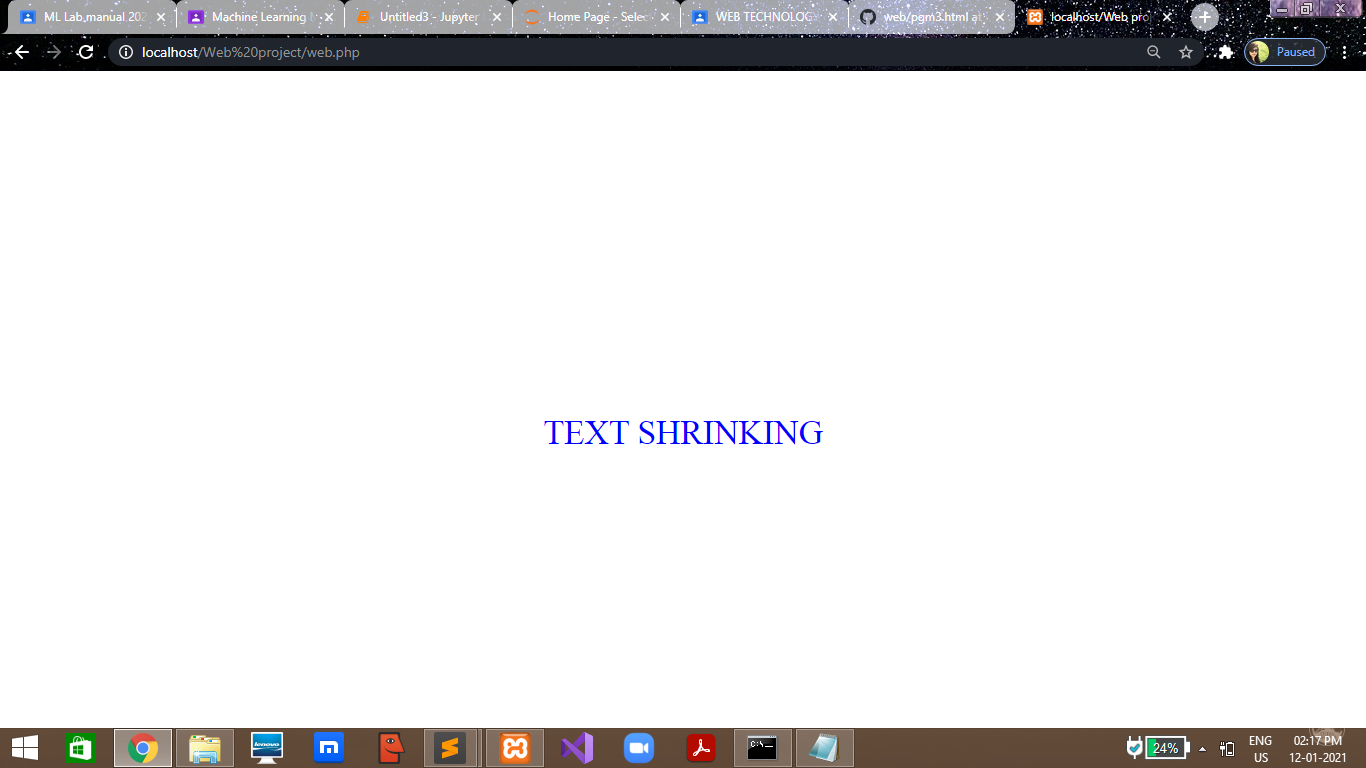 ML Lab manual 202
Machine Learning
Untitled3 - Jupyter
Home Page - Selec
WEB TECHNOLOG
web/pgm3.html at
localhost/Web pro
localhost/Web%20project/web.php
Paused
TEXT SHRINKING
lenovo
m
C:\
24%
ENG
US
02:17 PM
12-01-2021